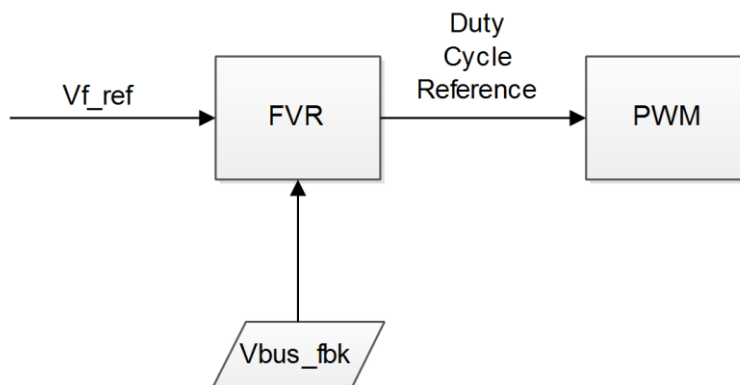 Duty
Cycle
Reference
Vf_ref
FVR
PWM
Vbus_fbk